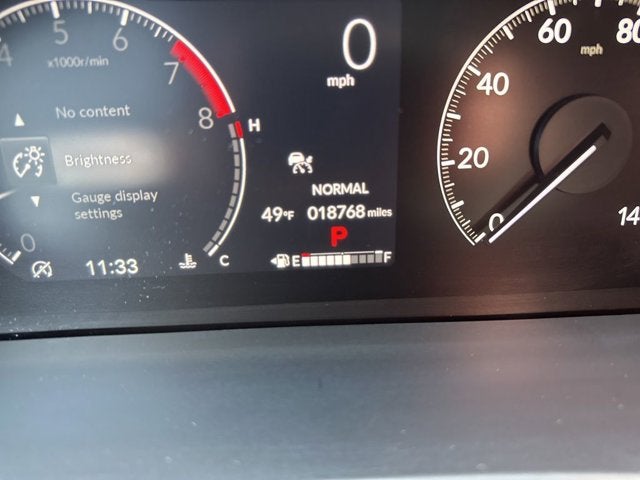 4 5 6 7 8
x1000r/min
0
mph
No content
H
Brightness
NORMAL
Gauge display
settings
49°F 018768 miles
P
0
11:33
C
E F
0 20 40 60 80
mph
14